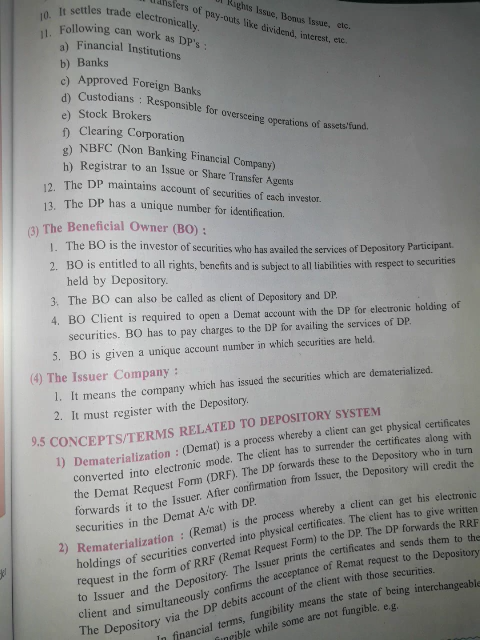 Rights Issue, Bonus Issue, etc.
of pay-outs like dividend, interest, etc.
10. It settles trade electronically.
11. Following can work as DP's :
a) Financial Institutions
b) Banks
c) Approved Foreign Banks
d) Custodians : Responsible for overseeing operations of assets/fund.
e) Stock Brokers
f) Clearing Corporation
g) NBFC (Non Banking Financial Company)
h) Registrar to an Issue or Share Transfer Agents
12. The DP maintains account of securities of each investor.
13. The DP has a unique number for identification.
(3) The Beneficial Owner (BO) :
1. The BO is the investor of securities who has availed the services of Depository Participant.
2. BO is entitled to all rights, benefits and is subject to all liabilities with respect to securities
held by Depository.
3. The BO can also be called as client of Depository and DP.
4. BO Client is required to open a Demat account with the DP for electronic holding of
securities. BO has to pay charges to the DP for availing the services of DP.
5. BO is given a unique account number in which securities are held.
(4) The Issuer Company :
1. It means the company which has issued the securities which are dematerialized.
2. It must register with the Depository.
9.5 CONCEPTS/TERMS RELATED TO DEPOSITORY SYSTEM
1) Dematerialization : (Demat) is a process whereby a client can get physical certificates
converted into electronic mode. The client has to surrender the certificates along with
the Demat Request Form (DRF). The DP forwards these to the Depository who in turn
forwards it to the Issuer. After confirmation from Issuer, the Depository will credit the
securities in the Demat A/c with DP.
2) Rematerialization : (Remat) is the process whereby a client can get his electronic
holdings of securities converted into physical certificates. The client has to give written
request in the form of RRF (Remat Request Form) to the DP. The DP forwards the RRF
to Issuer and the Depository. The Issuer prints the certificates and sends them to the
client and simultaneously confirms the acceptance of Remat request to the Depository
The Depository via the DP debits account of the client with those securities.
In financial terms, fungibility means the state of being interchangeable
while some are not fungible. e.g.